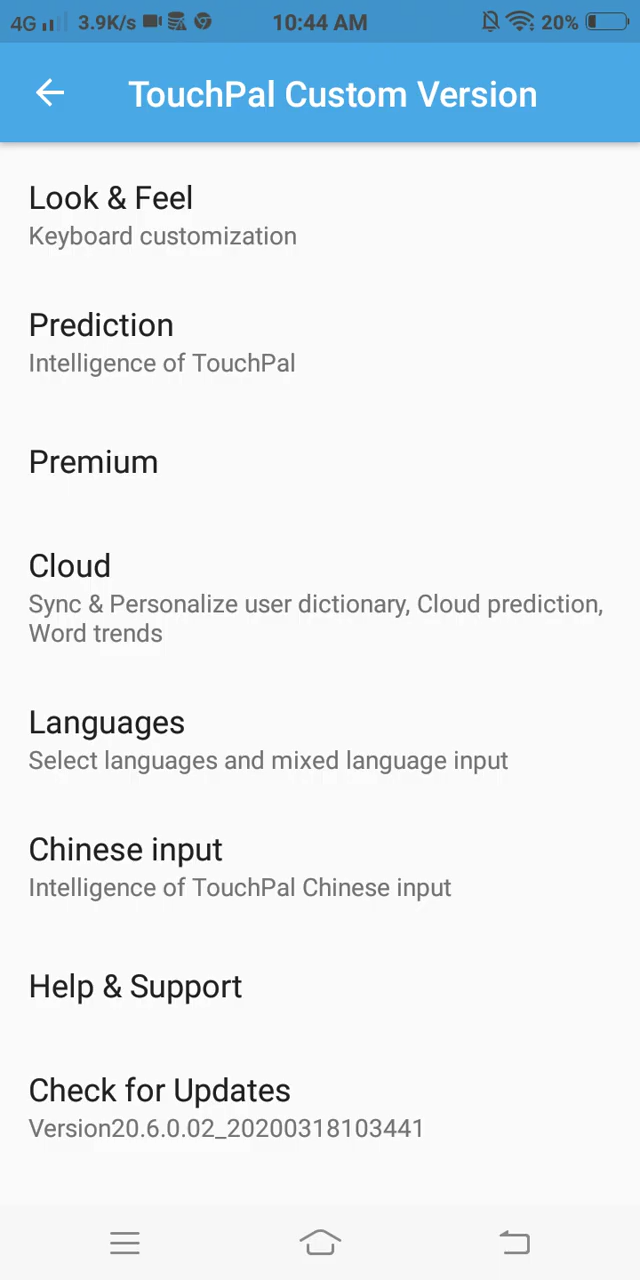 4G 3.9K/s 10:44 AM 20%
TouchPal Custom Version
Look & Feel
Keyboard customization
Prediction
Intelligence of TouchPal
Premium
Cloud
Sync & Personalize user dictionary, Cloud prediction,
Word trends
Languages
Select languages and mixed language input
Chinese input
Intelligence of TouchPal Chinese input
Help & Support
Check for Updates
Version20.6.0.02_20200318103441